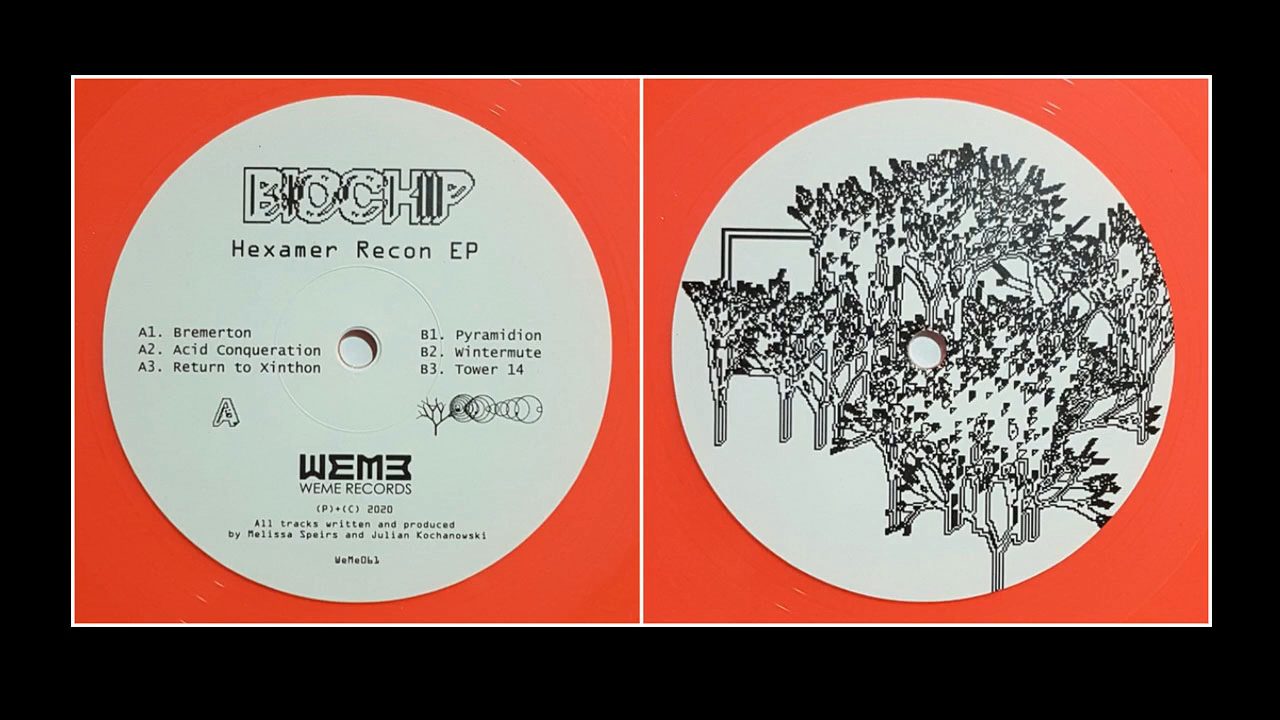 BIOCHIP
Hexamer Recon EP
A1. Bremerton
A2. Acid Conqueration
A3. Return to Xinthon
B1. Pyramidion
B2. Wintermute
B3. Tower 14
A
WEME
WEME RECORDS
(P)+(C) 2020
All tracks written and produced
by Melissa Speirs and Julian Kochanowski
WeMe061